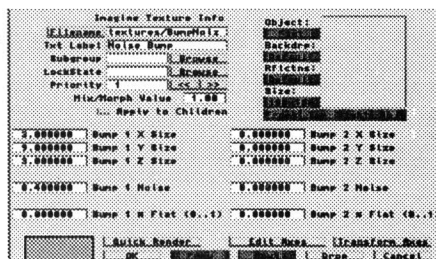 Imagine Texture Info
Filename textures/BumpNoiz
Txt Label Noise Bump
Subgroup Browse
LockState Browse
Priority 1 << >>
Mix/Morph Value 1.00
Apply to Children
Object:
Backdrp:
Rflctns:
Size:
3.000000 Bump 1 X Size
9.000000 Bump 1 Y Size
3.000000 Bump 1 Z Size
0.400000 Bump 1 Noise
0.000000 Bump 1 % Flat (0..1)
0.000000 Bump 2 X Size
0.000000 Bump 2 Y Size
0.000000 Bump 2 Z Size
0.000000 Bump 2 Noise
0.000000 Bump 2 % Flat (0..1
Quick Render Edit Axes Transform Axes
OK Drop Cancel